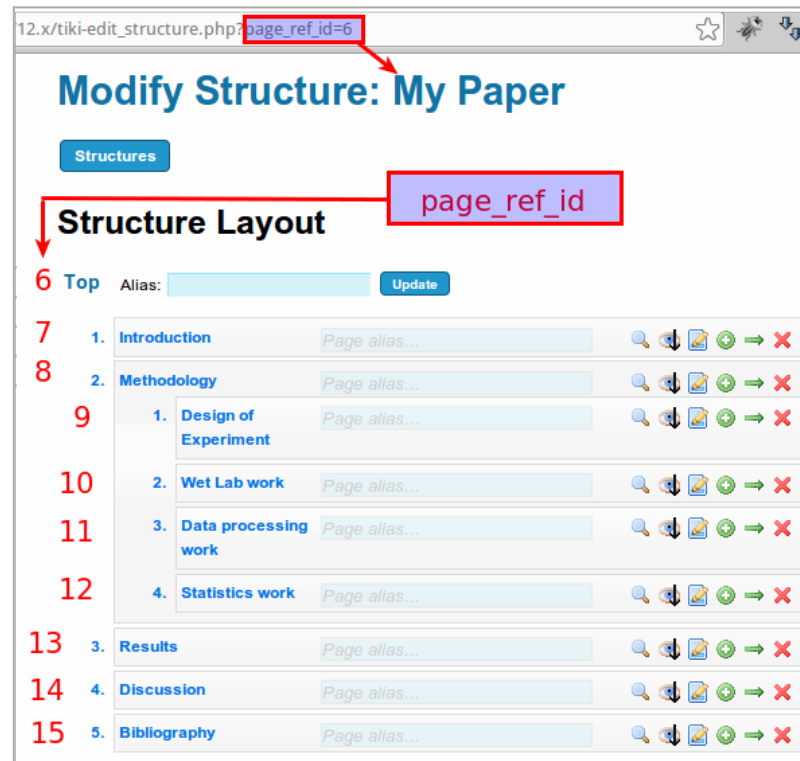 12.x/tiki-edit_structure.php?page_ref_id=6
Modify Structure: My Paper
Structures
page_ref_id
Structure Layout
6 Top Alias: Update
7 1. Introduction Page alias...
8 2. Methodology Page alias...
9 1. Design of Page alias...
Experiment
10 2. Wet Lab work Page alias...
11 3. Data processing Page alias...
work
12 4. Statistics work Page alias...
13 3. Results Page alias...
14 4. Discussion Page alias...
15 5. Bibliography Page alias...